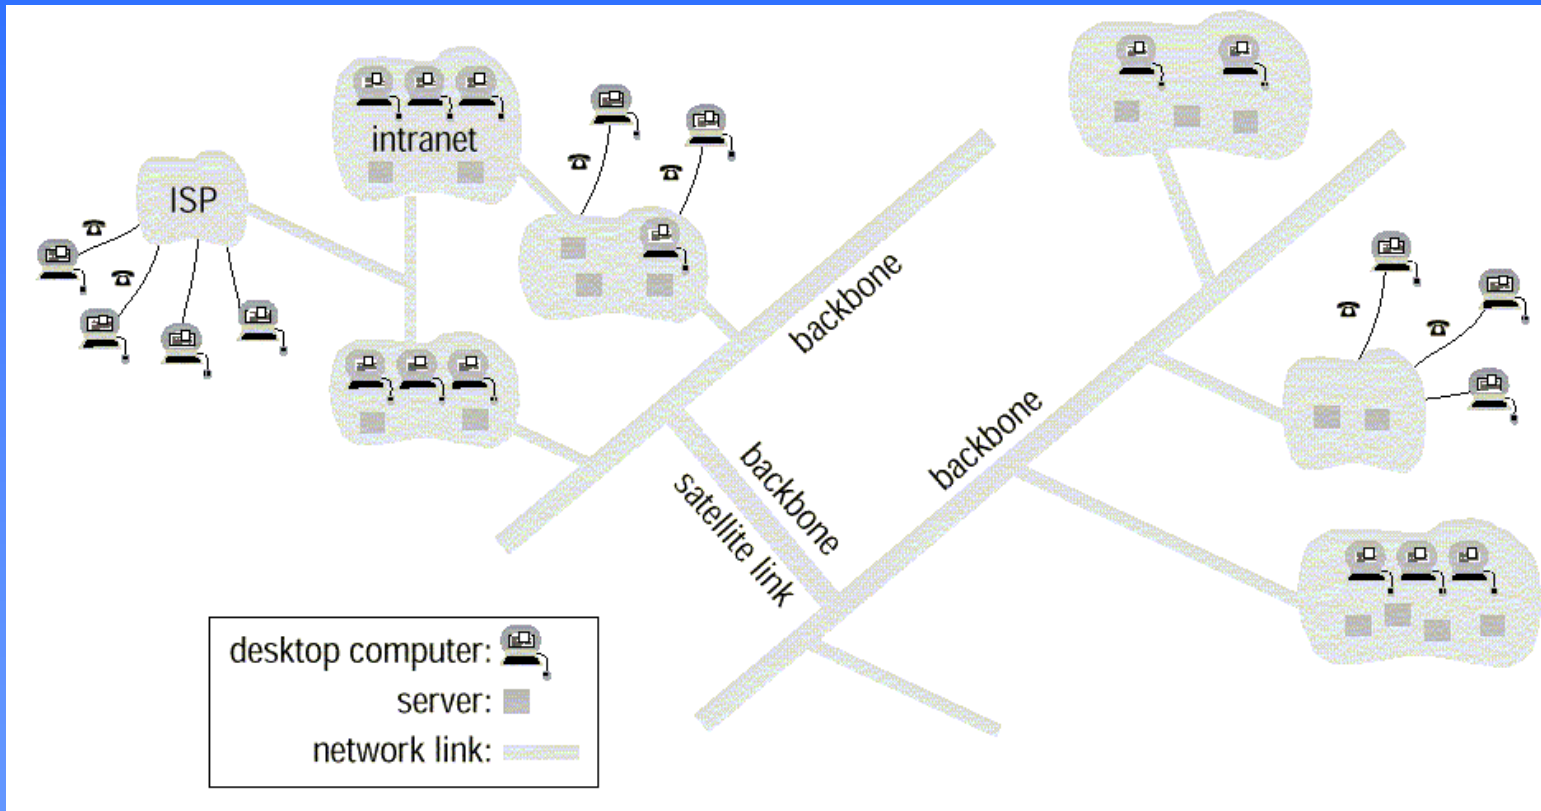 intranet
ISP
backbone
backbone
backbone
satellite link
desktop computer:
server:
network link: